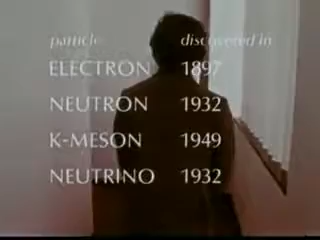 particle discovered in
ELECTRON 1897
NEUTRON 1932
K-MESON 1949
NEUTRINO 1932